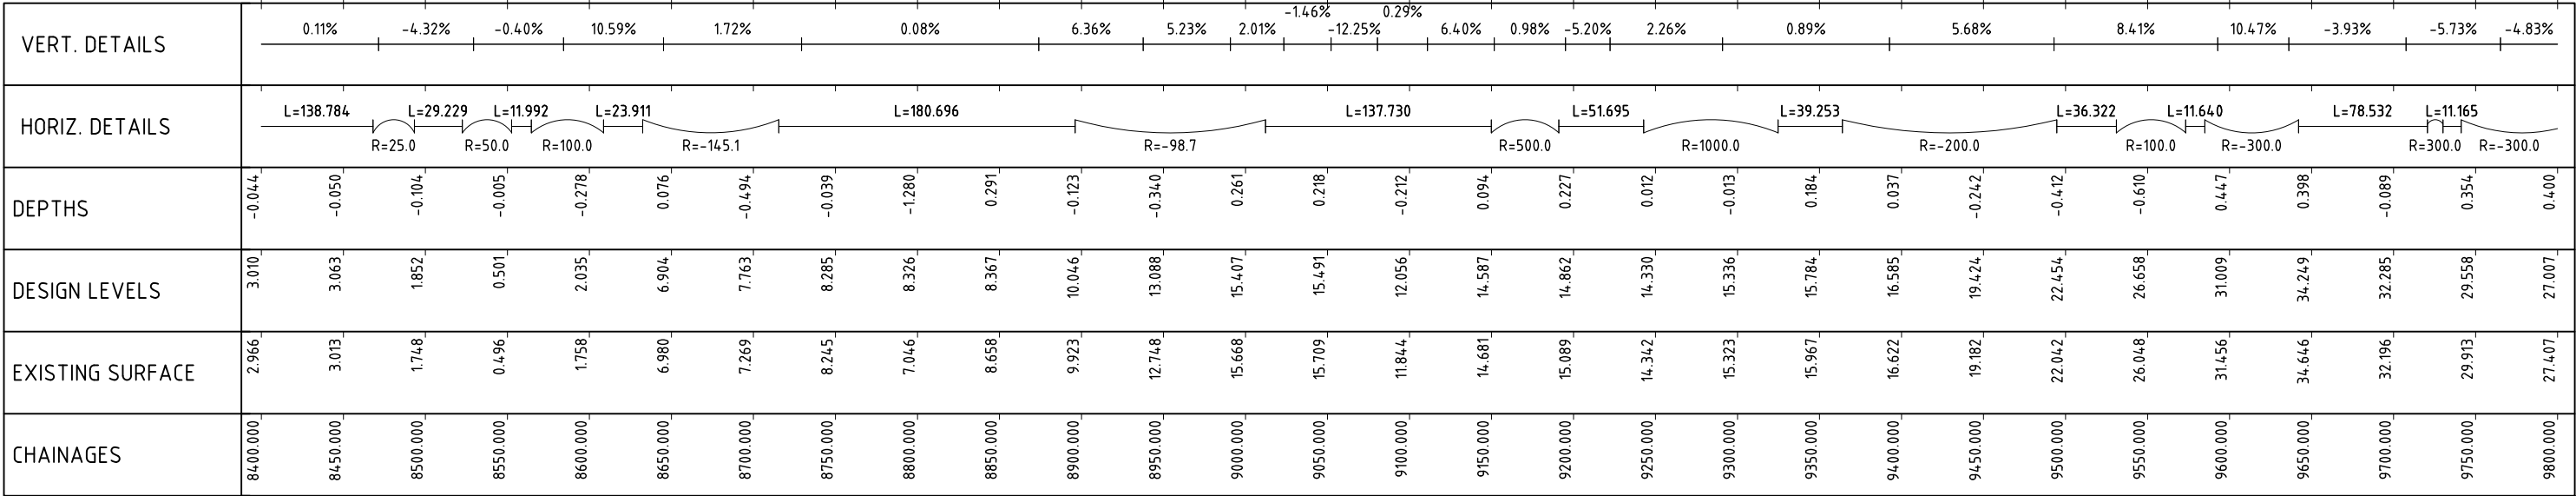 -1.46% 0.29%
VERT. DETAILS 0.11% -4.32% -0.40% 10.59% 1.72% 0.08% 6.36% 5.23% 2.01% -12.25% 6.40% 0.98% -5.20% 2.26% 0.89% 5.68% 8.41% 10.47% -3.93% -5.73% -4.83%
L=138.784 L=29.229 L=11.992 L=23.911 L=180.696 L=137.730 L=51.695 L=39.253 L=36.322 L=11.640 L=78.532 L=11.165
HORIZ. DETAILS
R=25.0 R=50.0 R=100.0 R=-145.1 R=-98.7 R=500.0 R=1000.0 R=-200.0 R=100.0 R=-300.0 R=300.0 R=-300.0
DEPTHS -0.044 -0.050 -0.104 -0.005 -0.278 0.076 -0.494 -0.039 -1.280 0.291 -0.123 -0.340 0.261 0.218 -0.212 0.094 0.227 0.012 -0.013 0.184 0.037 -0.242 -0.412 -0.610 0.447 0.398 -0.089 0.354 0.400
DESIGN LEVELS 3.010 3.063 1.852 0.501 2.035 6.904 7.763 8.285 8.326 8.367 10.046 13.088 15.407 15.491 12.056 14.587 14.862 14.330 15.336 15.784 16.585 19.424 22.454 26.658 31.009 34.249 32.285 29.558 27.007
EXISTING SURFACE 2.966 3.013 1.748 0.496 1.758 6.980 7.269 8.245 7.046 8.658 9.923 12.748 15.668 15.709 11.844 14.681 15.089 14.342 15.323 15.967 16.622 19.182 22.042 26.048 31.456 34.646 32.196 29.913 27.407
CHAINAGES 8400.000 8450.000 8500.000 8550.000 8600.000 8650.000 8700.000 8750.000 8800.000 8850.000 8900.000 8950.000 9000.000 9050.000 9100.000 9150.000 9200.000 9250.000 9300.000 9350.000 9400.000 9450.000 9500.000 9550.000 9600.000 9650.000 9700.000 9750.000 9800.000